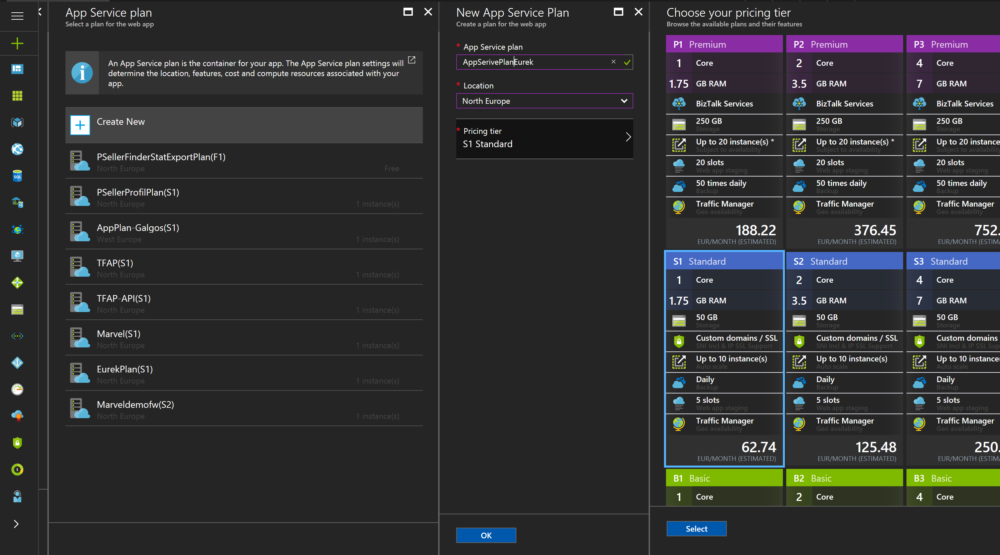 App Service plan
Select a plan for the web app
An App Service plan is the container for your app. The App Service plan settings will
determine the location, features, cost and compute resources associated with your
app.
Create New
PSellerFinderStatExportPlan(F1)
North Europe
Free
PSellerProfilPlan(S1)
North Europe
1 instance(s)
AppPlan-Galgos(S1)
West Europe
1 instance(s)
TFAP(S1)
North Europe
1 instance(s)
TFAP-API(S1)
North Europe
1 instance(s)
Marvel(S1)
North Europe
1 instance(s)
EurekPlan(S1)
North Europe
1 instance(s)
Marveldemofw(S2)
North Europe
1 instance(s)
SQL
SQL
New App Service Plan
Create a plan for the web app
* App Service plan
AppSerivePlanEurek
* Location
North Europe
* Pricing tier
S1 Standard
OK
Choose your pricing tier
Browse the available plans and their features
P1 Premium
1 Core
1.75 GB RAM
BizTalk Services
250 GB
Storage
Up to 20 instance(s) *
Subject to availability
20 slots
Web app staging
50 times daily
Backup
Traffic Manager
Geo availability
188.22
EUR/MONTH (ESTIMATED)
P2 Premium
2 Core
3.5 GB RAM
BizTalk Services
250 GB
Storage
Up to 20 instance(s) *
Subject to availability
20 slots
Web app staging
50 times daily
Backup
Traffic Manager
Geo availability
376.45
EUR/MONTH (ESTIMATED)
P3 Premium
4 Core
7 GB RAM
BizTalk Services
250 GB
Storage
Up to 20 instance
Subject to availability
20 slots
Web app staging
50 times daily
Backup
Traffic Manager
Geo availability
752.
EUR/MONTH (ESTIMA
S1 Standard
1 Core
1.75 GB RAM
50 GB
Storage
Custom domains / SSL
SNI Incl & IP SSL Support
Up to 10 instance(s)
Auto scale
Daily
Backup
5 slots
Web app staging
Traffic Manager
Geo availability
62.74
EUR/MONTH (ESTIMATED)
S2 Standard
2 Core
3.5 GB RAM
50 GB
Storage
Custom domains / SSL
SNI Incl & IP SSL Support
Up to 10 instance(s)
Auto scale
Daily
Backup
5 slots
Web app staging
Traffic Manager
Geo availability
125.48
EUR/MONTH (ESTIMATED)
S3 Standard
4 Core
7 GB RAM
50 GB
Storage
Custom domains /
SNI Incl & IP SSL Sup
Up to 10 instance(
Auto scale
Daily
Backup
5 slots
Web app staging
Traffic Manager
Geo availability
250.
EUR/MONTH (ESTIMA
B1 Basic
1 Core
B2 Basic
2 Core
B3 Basic
4 Core
Select